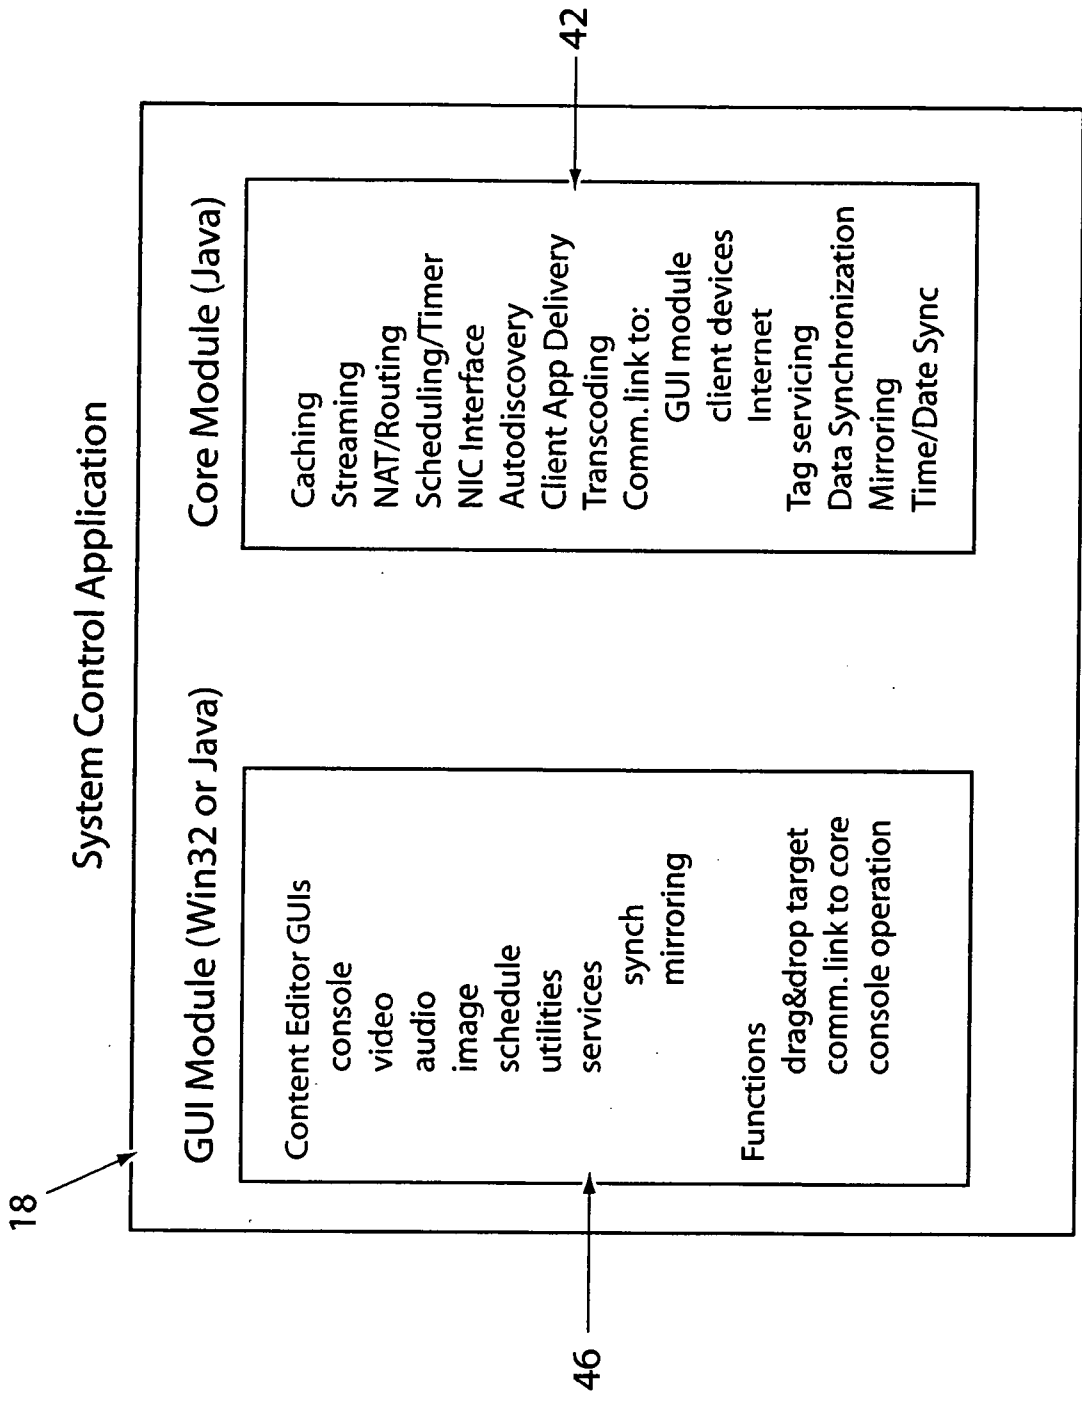 System Control Application
18
GUI Module (Win32 or Java)
Content Editor GUIs
console
video
audio
image
schedule
utilities
services
synch
mirroring
Functions
drag&drop target
comm. link to core
console operation
46
Core Module (Java)
Caching
Streaming
NAT/Routing
Scheduling/Timer
NIC Interface
Autodiscovery
Client App Delivery
Transcoding
Comm. link to:
GUI module
client devices
Internet
Tag servicing
Data Synchronization
Mirroring
Time/Date Sync
42